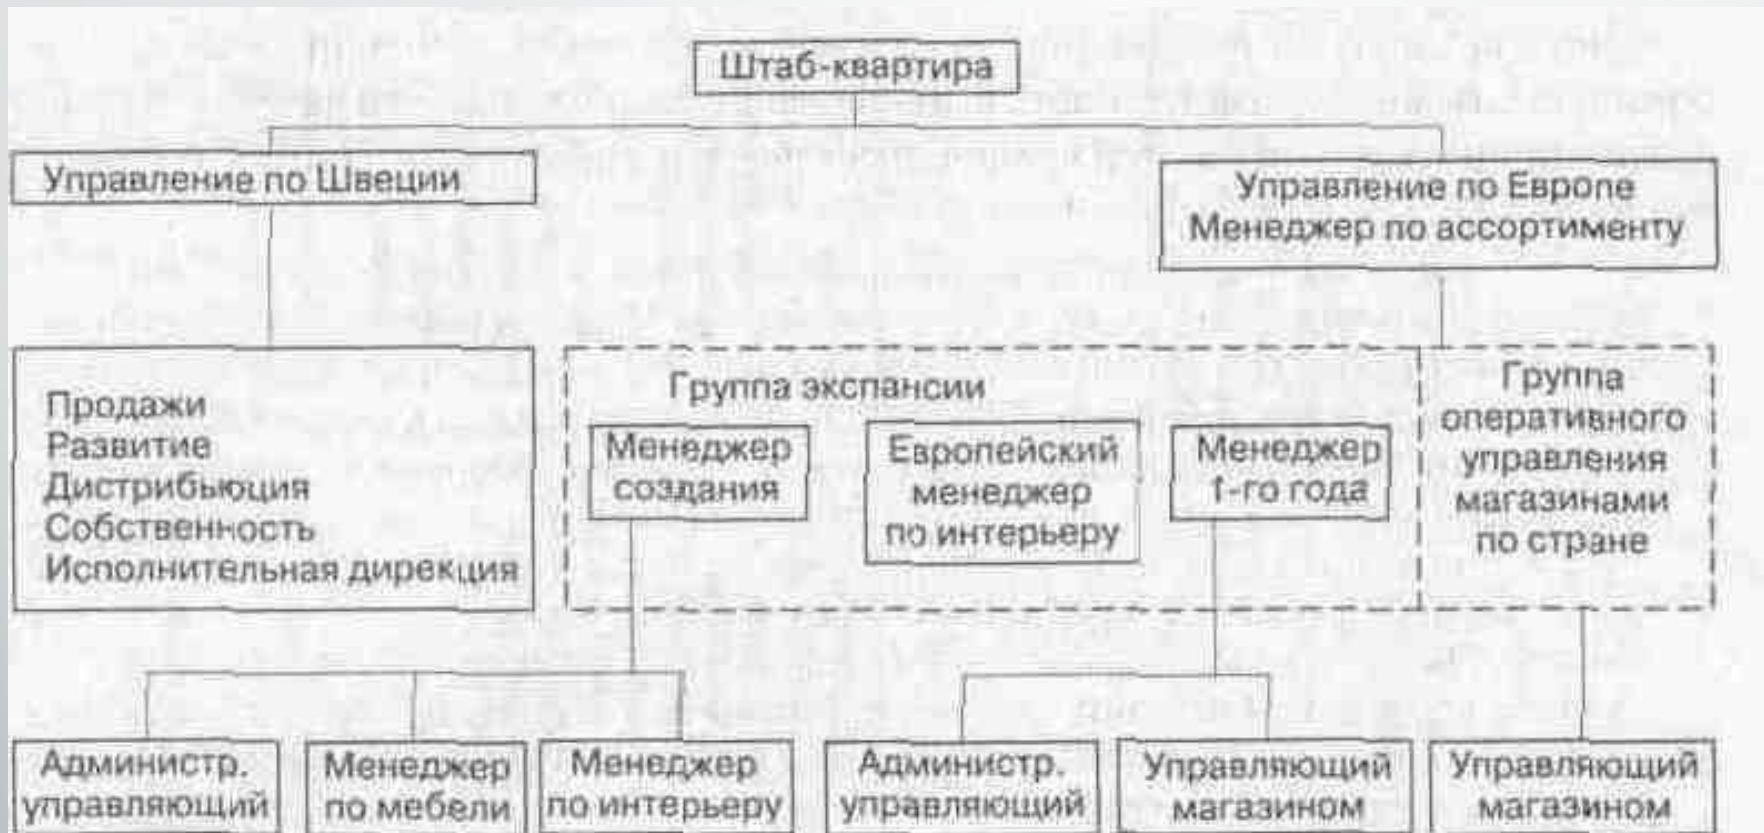 Штаб-квартира
Управление по Швеции
Управление по Европе
Менеджер по ассортименту
Продажи
Развитие
Дистрибьюция
Собственность
Исполнительная дирекция
Группа экспансии
Менеджер
создания
Европейский
менеджер
по интерьеру
Менеджер
1-го года
Группа
оперативного
управления
магазинами
по стране
Администр.
управляющий
Менеджер
по мебели
Менеджер
по интерьеру
Администр.
управляющий
Управляющий
магазином
Управляющий
магазином